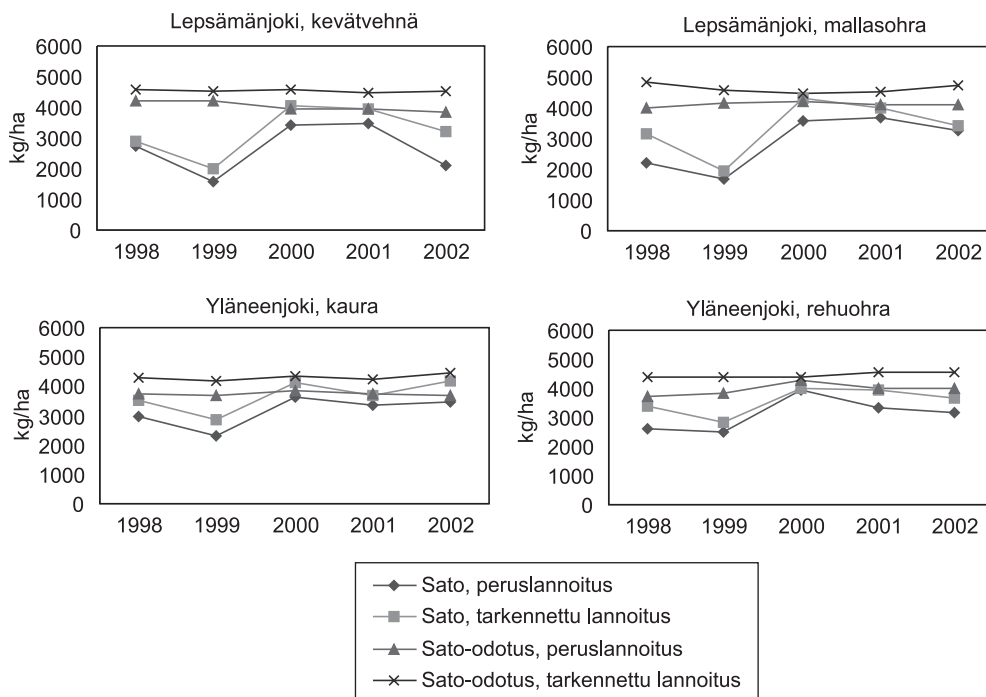 Lepsämänjoki, kevätvehnä
6000
5000
4000
3000
2000
1000
0
kg/ha
1998 1999 2000 2001 2002
Lepsämänjoki, mallasohra
6000
5000
4000
3000
2000
1000
0
kg/ha
1998 1999 2000 2001 2002
Yläneenjoki, kaura
6000
5000
4000
3000
2000
1000
0
kg/ha
1998 1999 2000 2001 2002
Yläneenjoki, rehuohra
6000
5000
4000
3000
2000
1000
0
kg/ha
1998 1999 2000 2001 2002
Sato, peruslannoitus
Sato, tarkennettu lannoitus
Sato-odotus, peruslannoitus
Sato-odotus, tarkennettu lannoitus